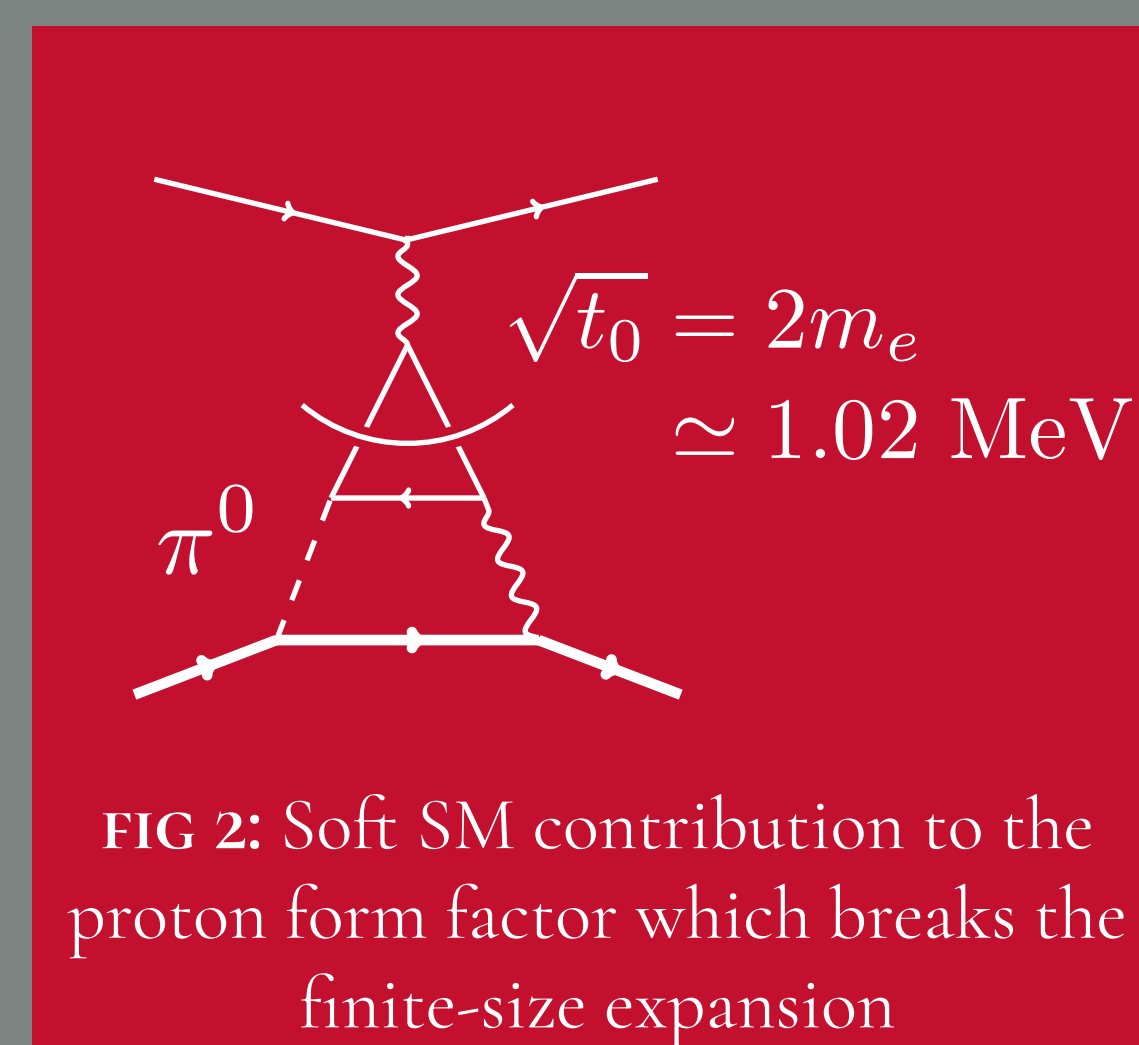 √t₀ = 2mₑ
≃ 1.02 MeV
π⁰
FIG 2: Soft SM contribution to the
proton form factor which breaks the
finite-size expansion